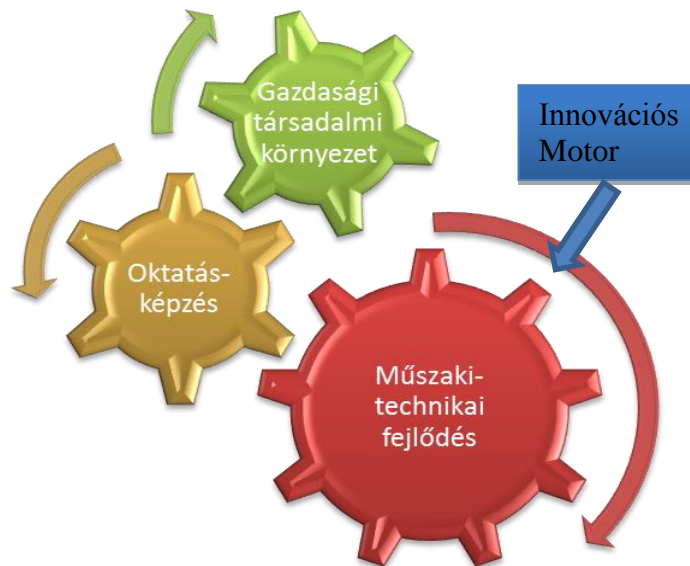 Gazdasági
társadalmi
környezet
Innovációs
Motor
Oktatás-
képzés
Műszaki-
technikai
fejlődés